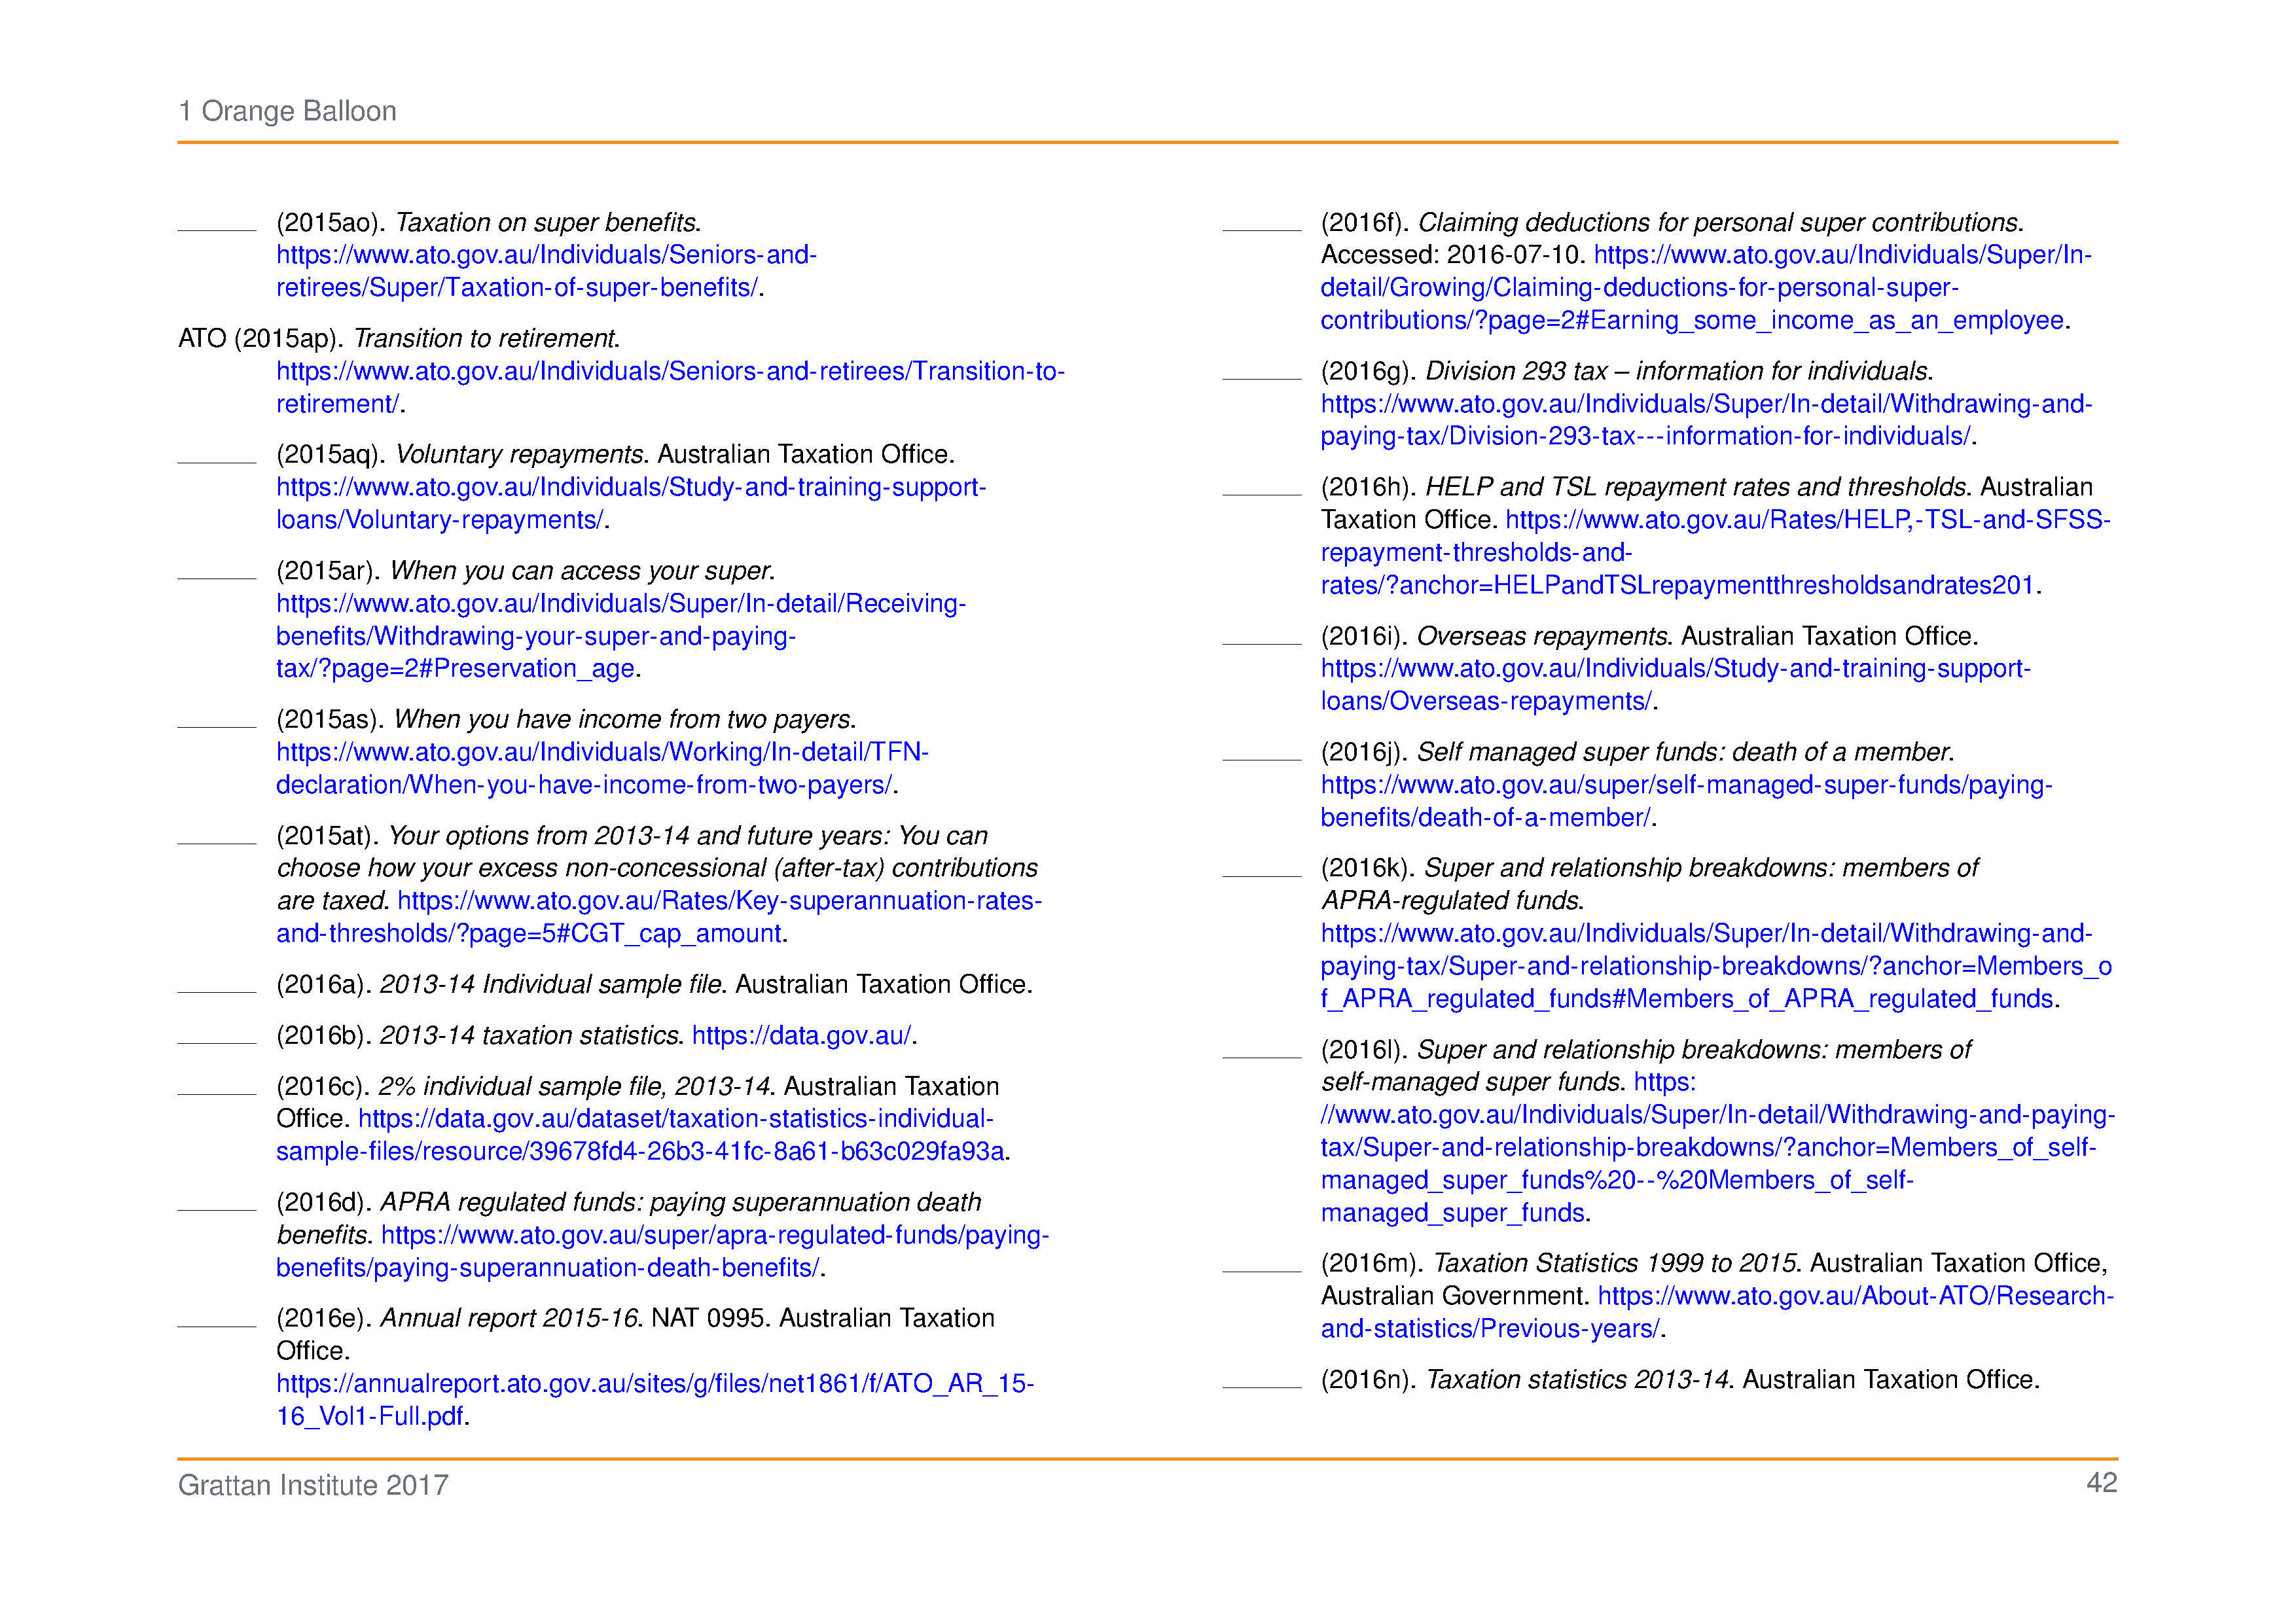 1 Orange Balloon
(2015ao). Taxation on super benefits.
https://www.ato.gov.au/Individuals/Seniors-and-
retirees/Super/Taxation-of-super-benefits/.
ATO (2015ap). Transition to retirement.
https://www.ato.gov.au/Individuals/Seniors-and-retirees/Transition-to-
retirement/.
(2015aq). Voluntary repayments. Australian Taxation Office.
https://www.ato.gov.au/Individuals/Study-and-training-support-
loans/Voluntary-repayments/.
(2015ar). When you can access your super.
https://www.ato.gov.au/Individuals/Super/In-detail/Receiving-
benefits/Withdrawing-your-super-and-paying-
tax/?page=2#Preservation_age.
(2015as). When you have income from two payers.
https://www.ato.gov.au/Individuals/Working/In-detail/TFN-
declaration/When-you-have-income-from-two-payers/.
(2015at). Your options from 2013-14 and future years: You can
choose how your excess non-concessional (after-tax) contributions
are taxed. https://www.ato.gov.au/Rates/Key-superannuation-rates-
and-thresholds/?page=5#CGT_cap_amount.
(2016a). 2013-14 Individual sample file. Australian Taxation Office.
(2016b). 2013-14 taxation statistics. https://data.gov.au/.
(2016c). 2% individual sample file, 2013-14. Australian Taxation
Office. https://data.gov.au/dataset/taxation-statistics-individual-
sample-files/resource/39678fd4-26b3-41fc-8a61-b63c029fa93a.
(2016d). APRA regulated funds: paying superannuation death
benefits. https://www.ato.gov.au/super/apra-regulated-funds/paying-
benefits/paying-superannuation-death-benefits/.
(2016e). Annual report 2015-16. NAT 0995. Australian Taxation
Office.
https://annualreport.ato.gov.au/sites/g/files/net1861/f/ATO_AR_15-
16_Vol1-Full.pdf.
(2016f). Claiming deductions for personal super contributions.
Accessed: 2016-07-10. https://www.ato.gov.au/Individuals/Super/In-
detail/Growing/Claiming-deductions-for-personal-super-
contributions/?page=2#Earning_some_income_as_an_employee.
(2016g). Division 293 tax – information for individuals.
https://www.ato.gov.au/Individuals/Super/In-detail/Withdrawing-and-
paying-tax/Division-293-tax---information-for-individuals/.
(2016h). HELP and TSL repayment rates and thresholds. Australian
Taxation Office. https://www.ato.gov.au/Rates/HELP,-TSL-and-SFSS-
repayment-thresholds-and-
rates/?anchor=HELPandTSLrepaymentthresholdsandrates201.
(2016i). Overseas repayments. Australian Taxation Office.
https://www.ato.gov.au/Individuals/Study-and-training-support-
loans/Overseas-repayments/.
(2016j). Self managed super funds: death of a member.
https://www.ato.gov.au/super/self-managed-super-funds/paying-
benefits/death-of-a-member/.
(2016k). Super and relationship breakdowns: members of
APRA-regulated funds.
https://www.ato.gov.au/Individuals/Super/In-detail/Withdrawing-and-
paying-tax/Super-and-relationship-breakdowns/?anchor=Members_o
f_APRA_regulated_funds#Members_of_APRA_regulated_funds.
(2016l). Super and relationship breakdowns: members of
self-managed super funds. https:
//www.ato.gov.au/Individuals/Super/In-detail/Withdrawing-and-paying-
tax/Super-and-relationship-breakdowns/?anchor=Members_of_self-
managed_super_funds%20--%20Members_of_self-
managed_super_funds.
(2016m). Taxation Statistics 1999 to 2015. Australian Taxation Office,
Australian Government. https://www.ato.gov.au/About-ATO/Research-
and-statistics/Previous-years/.
(2016n). Taxation statistics 2013-14. Australian Taxation Office.
Grattan Institute 2017
42